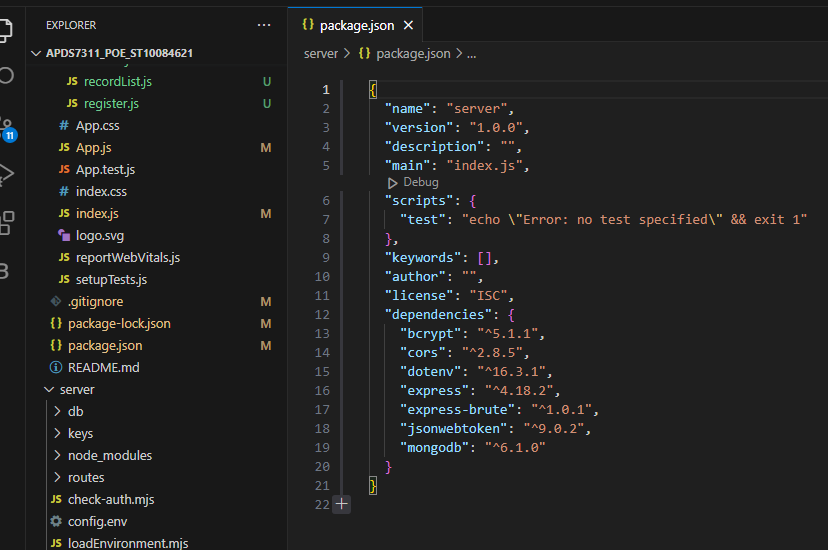 EXPLORER
...
APDS7311_POE_ST10084621
JS recordList.js U
JS register.js U
# App.css
JS App.js M
JS App.test.js
# index.css
JS index.js M
logo.svg
JS reportWebVitals.js
JS setupTests.js
.gitignore M
{} package-lock.json M
{} package.json M
README.md
server
db
keys
node_modules
routes
JS check-auth.mjs
config.env
JS loadEnvironment.mjs
11
B
{} package.json ×
server > {} package.json > ...
1 {
2 "name": "server",
3 "version": "1.0.0",
4 "description": "",
5 "main": "index.js",
Debug
6 "scripts": {
7 "test": "echo \"Error: no test specified\" && exit 1"
8 },
9 "keywords": [],
10 "author": "",
11 "license": "ISC",
12 "dependencies": {
13 "bcrypt": "^5.1.1",
14 "cors": "^2.8.5",
15 "dotenv": "^16.3.1",
16 "express": "^4.18.2",
17 "express-brute": "^1.0.1",
18 "jsonwebtoken": "^9.0.2",
19 "mongodb": "^6.1.0"
20 }
21 }
22 +